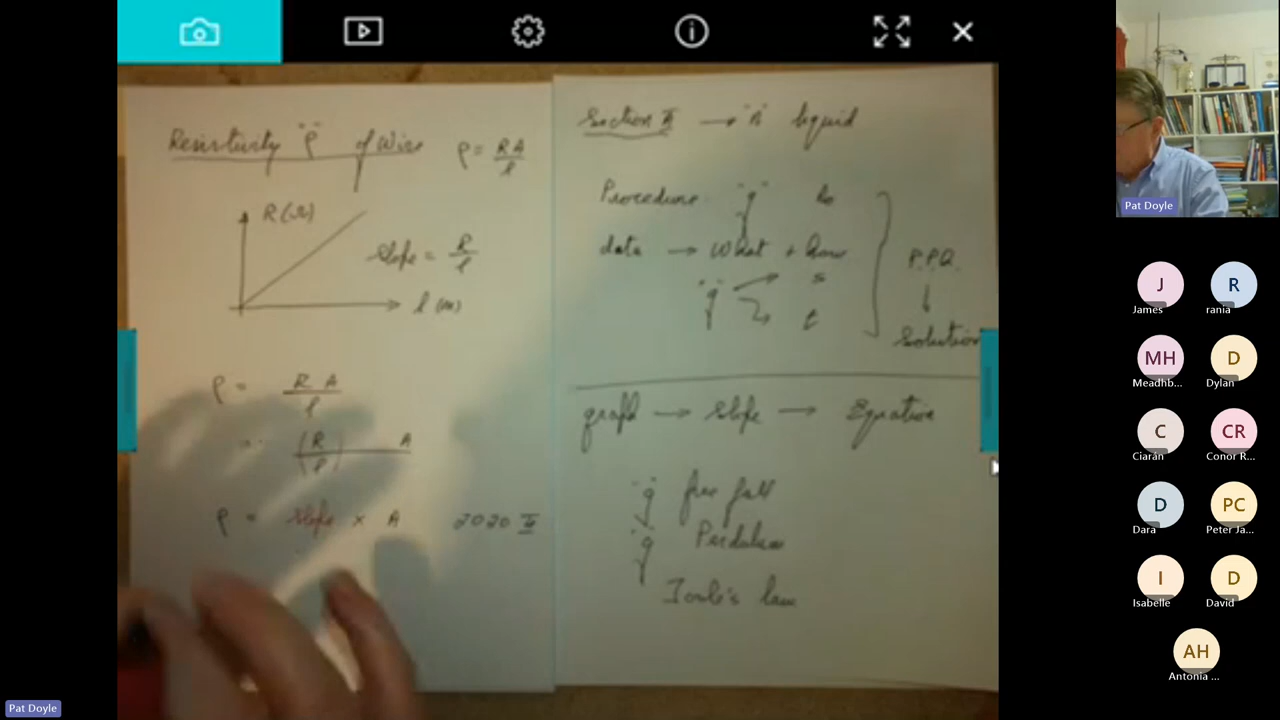 Resistivity "ρ" of Wire ρ = RA/l
R(Ω)
slope = R/l
l (m)
ρ = R A/l
(R/l) A
ρ = slope × A 2020 II
Section A → "n" liquid
Procedure "g"
data → what + how
"g" s
t
P.P.Q.
↓
Solution
graph → slope → Equation
"g" free fall
"g" Pendulum
Joule's law
Pat Doyle
J
James
R
rania
MH
Meadhb...
D
Dylan
C
Ciarán
CR
Conor R...
D
Dara
PC
Peter Ja...
I
Isabelle
D
David
AH
Antonia ...
Pat Doyle